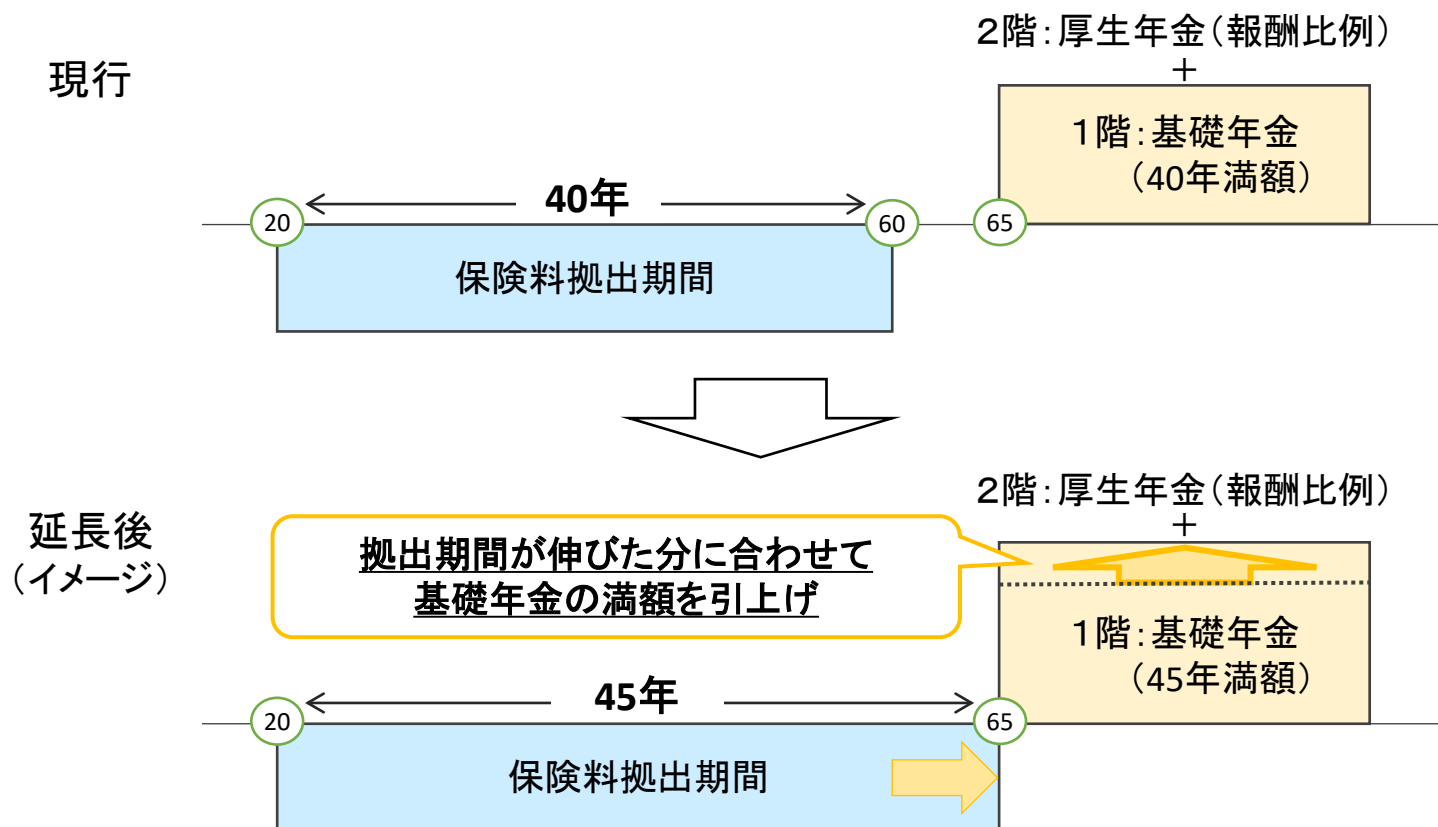 2階:厚生年金(報酬比例)
+
現行
1階:基礎年金
(40年満額)
40年
20
60
65
保険料拠出期間
2階:厚生年金(報酬比例)
+
延長後
(イメージ)
拠出期間が伸びた分に合わせて
基礎年金の満額を引上げ
1階:基礎年金
(45年満額)
45年
20
65
保険料拠出期間